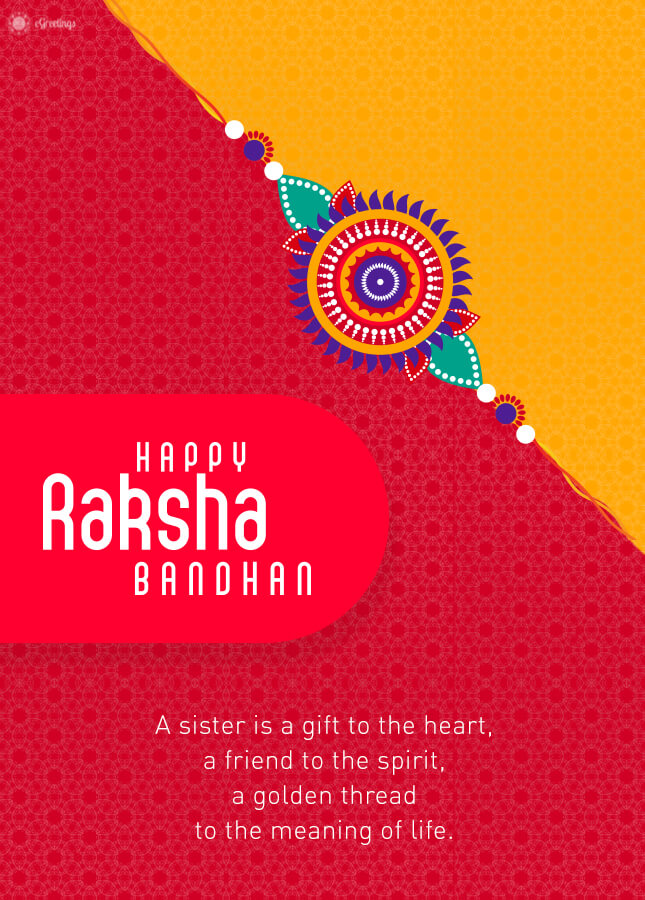 eGreetings
HAPPY
Raksha
BANDHAN
A sister is a gift to the heart,
a friend to the spirit,
a golden thread
to the meaning of life.